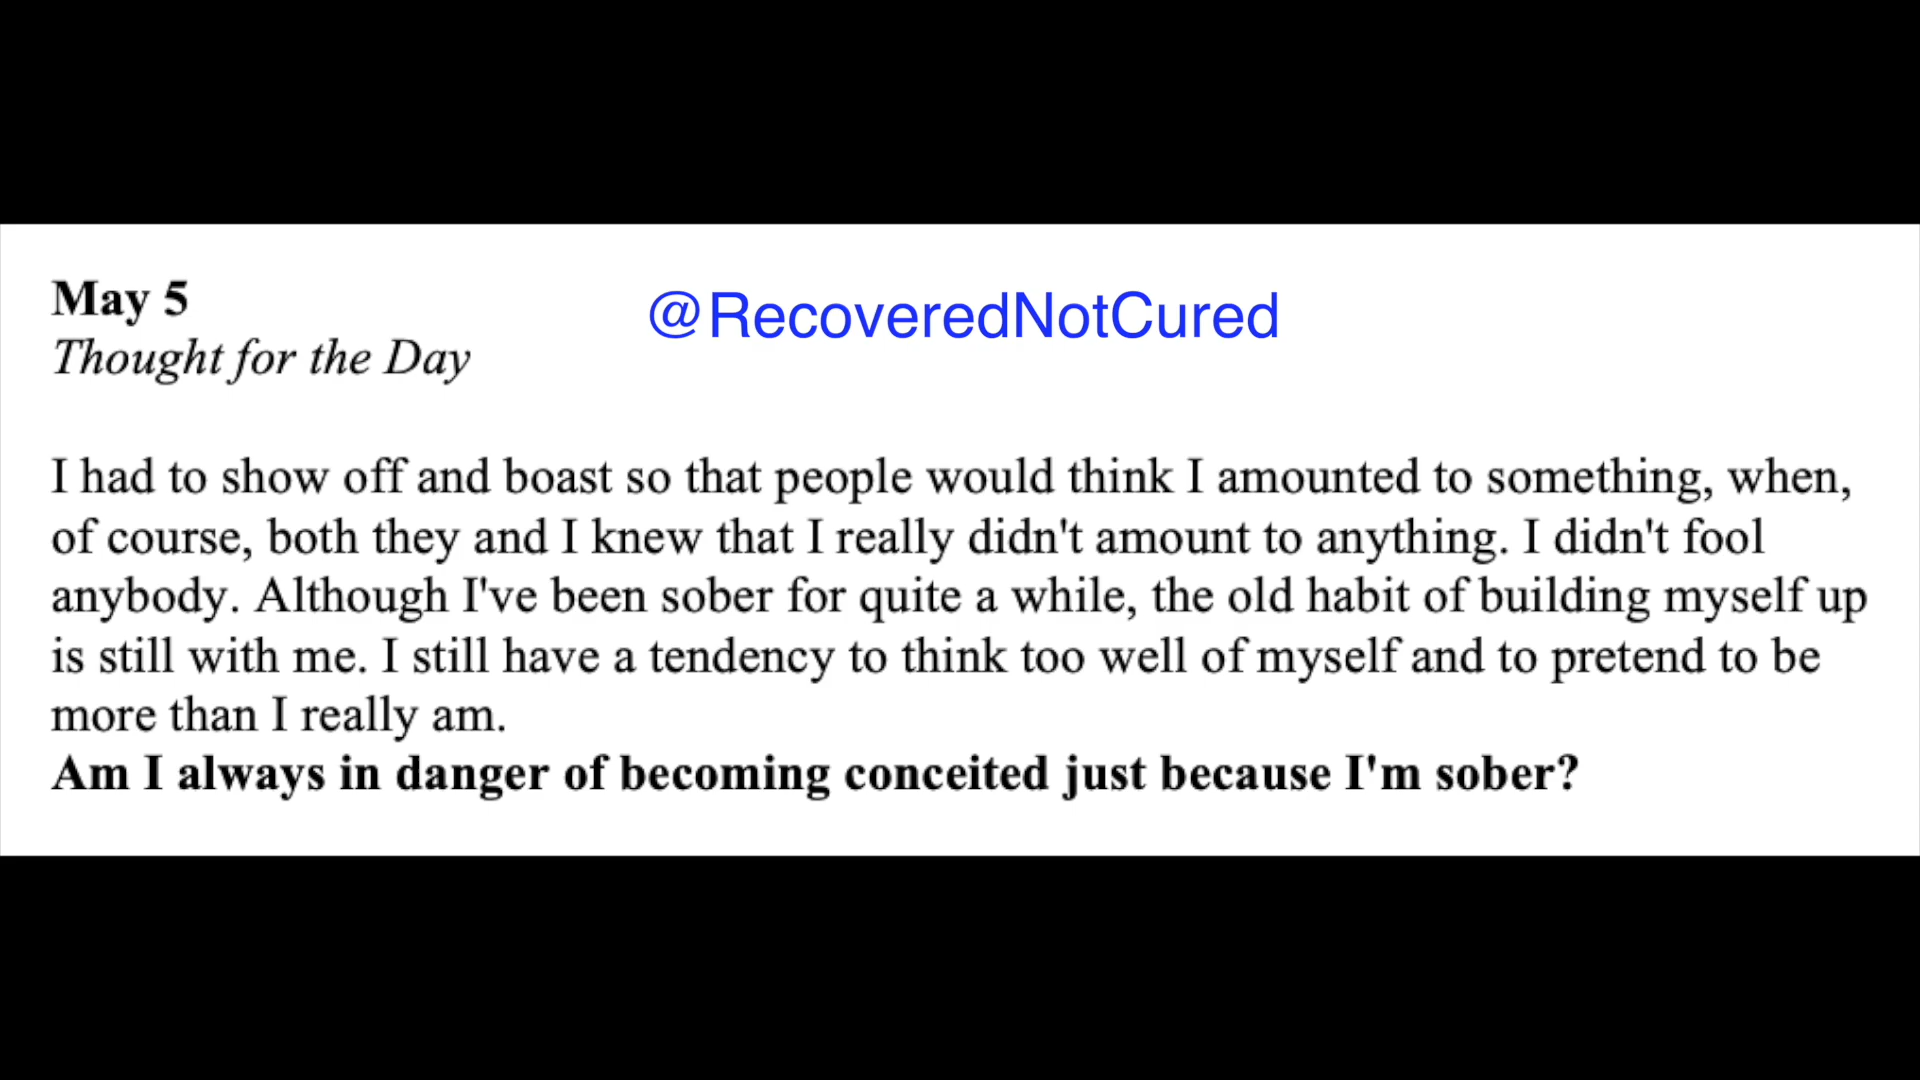 May 5
@RecoveredNotCured
Thought for the Day
I had to show off and boast so that people would think I amounted to something, when,
of course, both they and I knew that I really didn't amount to anything. I didn't fool
anybody. Although I've been sober for quite a while, the old habit of building myself up
is still with me. I still have a tendency to think too well of myself and to pretend to be
more than I really am.
Am I always in danger of becoming conceited just because I'm sober?